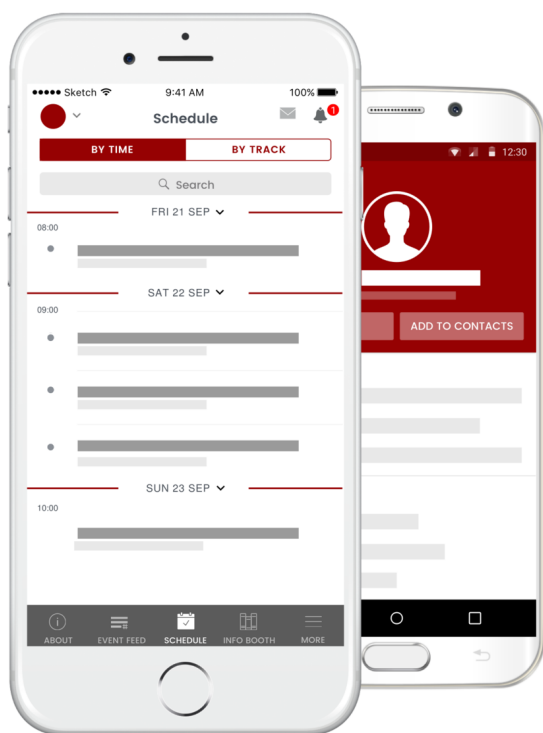 Sketch 9:41 AM 100%
Schedule 1
BY TIME BY TRACK
Search
FRI 21 SEP
08:00
SAT 22 SEP
09:00
SUN 23 SEP
10:00
ABOUT EVENT FEED SCHEDULE INFO BOOTH MORE
12:30
ADD TO CONTACTS